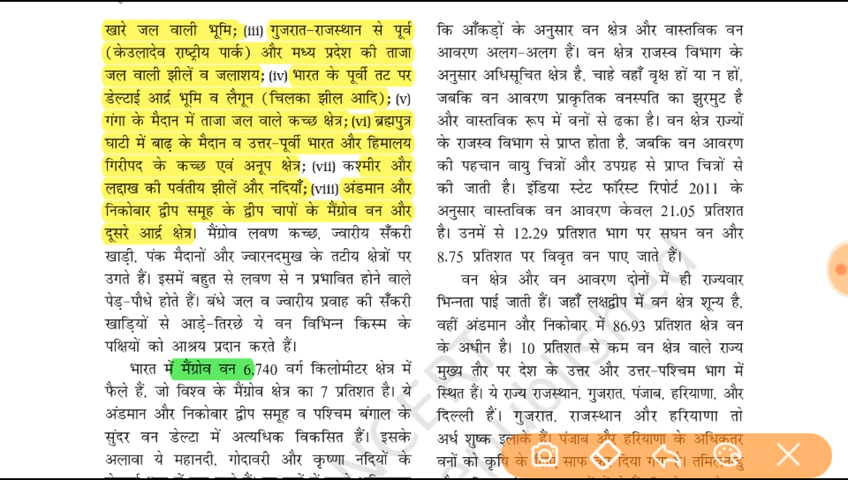 खारे जल वाली भूमि; (iii) गुजरात-राजस्थान से पूर्व
(केउलादेव राष्ट्रीय पार्क) और मध्य प्रदेश की ताजा
जल वाली झीलें व जलाशय; (iv) भारत के पूर्वी तट पर
डेल्टाई आर्द्र भूमि व लैगून (चिलका झील आदि); (v)
गंगा के मैदान में ताजा जल वाले कच्छ क्षेत्र; (vi) ब्रह्मपुत्र
घाटी में बाढ़ के मैदान व उत्तर-पूर्वी भारत और हिमालय
गिरीपद के कच्छ एवं अनूप क्षेत्र; (vii) कश्मीर और
लद्दाख की पर्वतीय झीलें और नदियाँ; (viii) अंडमान और
निकोबार द्वीप समूह के द्वीप चापों के मैंग्रोव वन और
दूसरे आर्द्र क्षेत्र। मैंग्रोव लवण कच्छ, ज्वारीय सँकरी
खाड़ी, पंक मैदानों और ज्वारनदमुख के तटीय क्षेत्रों पर
उगते हैं। इसमें बहुत से लवण से न प्रभावित होने वाले
पेड़-पौधे होते हैं। बंधे जल व ज्वारीय प्रवाह की सँकरी
खाड़ियों से आड़े-तिरछे ये वन विभिन्न किस्म के
पक्षियों को आश्रय प्रदान करते हैं।
भारत में मैंग्रोव वन 6,740 वर्ग किलोमीटर क्षेत्र में
फैले हैं, जो विश्व के मैंग्रोव क्षेत्र का 7 प्रतिशत है। ये
अंडमान और निकोबार द्वीप समूह व पश्चिम बंगाल के
सुंदर वन डेल्टा में अत्यधिक विकसित हैं। इसके
अलावा ये महानदी, गोदावरी और कृष्णा नदियों के
कि आँकड़ों के अनुसार वन क्षेत्र और वास्तविक वन
आवरण अलग-अलग हैं। वन क्षेत्र राजस्व विभाग के
अनुसार अधिसूचित क्षेत्र है, चाहे वहाँ वृक्ष हों या न हों,
जबकि वन आवरण प्राकृतिक वनस्पति का झुरमुट है
और वास्तविक रूप में वनों से ढका है। वन क्षेत्र राज्यों
के राजस्व विभाग से प्राप्त होता है, जबकि वन आवरण
की पहचान वायु चित्रों और उपग्रह से प्राप्त चित्रों से
की जाती है। इंडिया स्टेट फॉरेस्ट रिपोर्ट 2011 के
अनुसार वास्तविक वन आवरण केवल 21.05 प्रतिशत
है। उनमें से 12.29 प्रतिशत भाग पर सघन वन और
8.75 प्रतिशत पर विवृत वन पाए जाते हैं।
वन क्षेत्र और वन आवरण दोनों में ही राज्यवार
भिन्नता पाई जाती हैं। जहाँ लक्षद्वीप में वन क्षेत्र शून्य है,
वहीं अंडमान और निकोबार में 86.93 प्रतिशत क्षेत्र वन
के अधीन है। 10 प्रतिशत से कम वन क्षेत्र वाले राज्य
मुख्य तौर पर देश के उत्तर और उत्तर-पश्चिम भाग में
स्थित हैं। ये राज्य राजस्थान, गुजरात, पंजाब, हरियाणा, और
दिल्ली हैं। गुजरात, राजस्थान और हरियाणा तो
अर्ध शुष्क इलाके हैं। पंजाब और हरियाणा के अधिकतर
वनों को कृषि के लिए साफ कर दिया गया है।
NCERT
republished